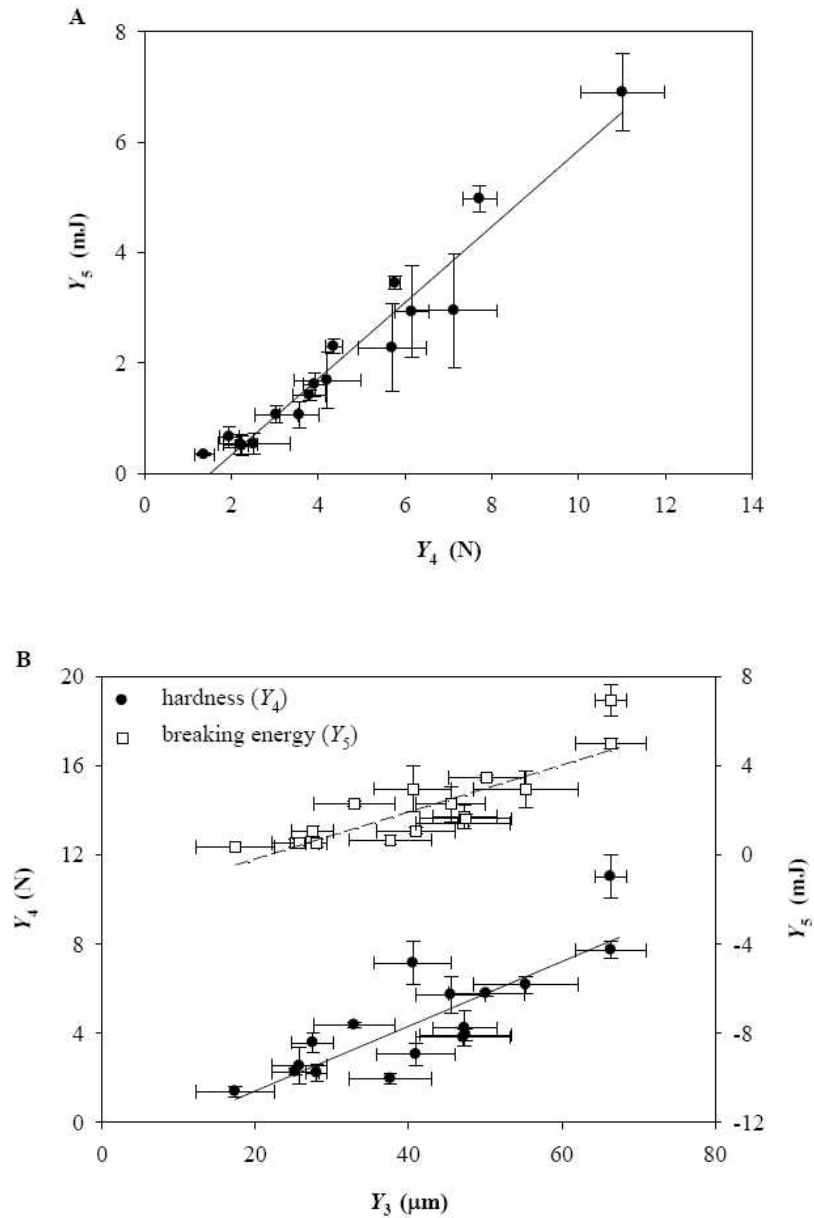 A
8
6
4
2
0
Y5 (mJ)
0 2 4 6 8 10 12 14
Y4 (N)
B
hardness (Y4)
breaking energy (Y5)
20
16
12
8
4
0
Y4 (N)
8
4
0
-4
-8
-12
Y5 (mJ)
0 20 40 60 80
Y3 (μm)